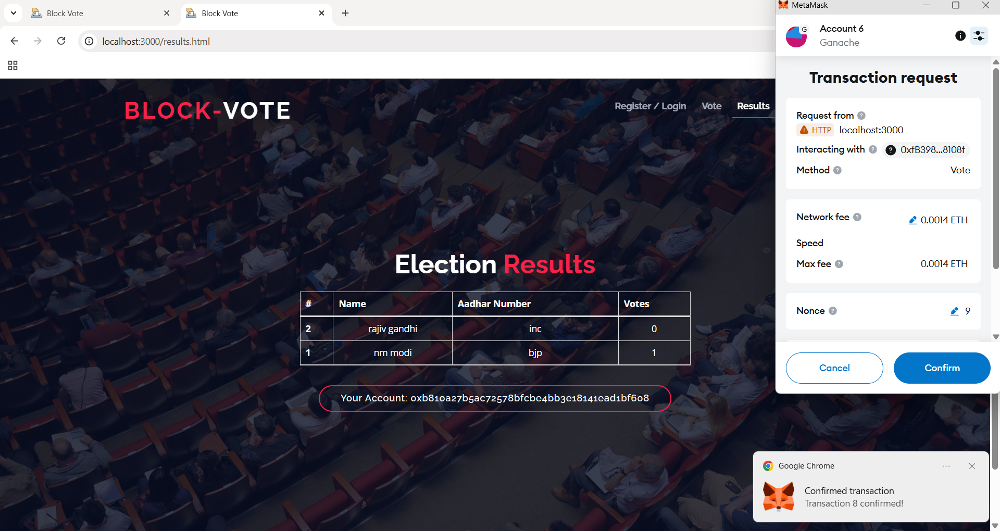 Block Vote
Block Vote
MetaMask
localhost:3000/results.html
G
Account 6
Ganache
BLOCK-VOTE
Register / Login
Vote
Results
Transaction request
Request from
HTTP localhost:3000
Interacting with 0xfB398...8108f
Method Vote
Network fee 0.0014 ETH
Speed
Max fee 0.0014 ETH
Nonce 9
Cancel
Confirm
Election Results
# Name Aadhar Number Votes
2 rajiv gandhi inc 0
1 nm modi bjp 1
Your Account: 0xb810a27b5ac72578bfcbe4bb3e18141ead1bf608
Google Chrome
Confirmed transaction
Transaction 8 confirmed!